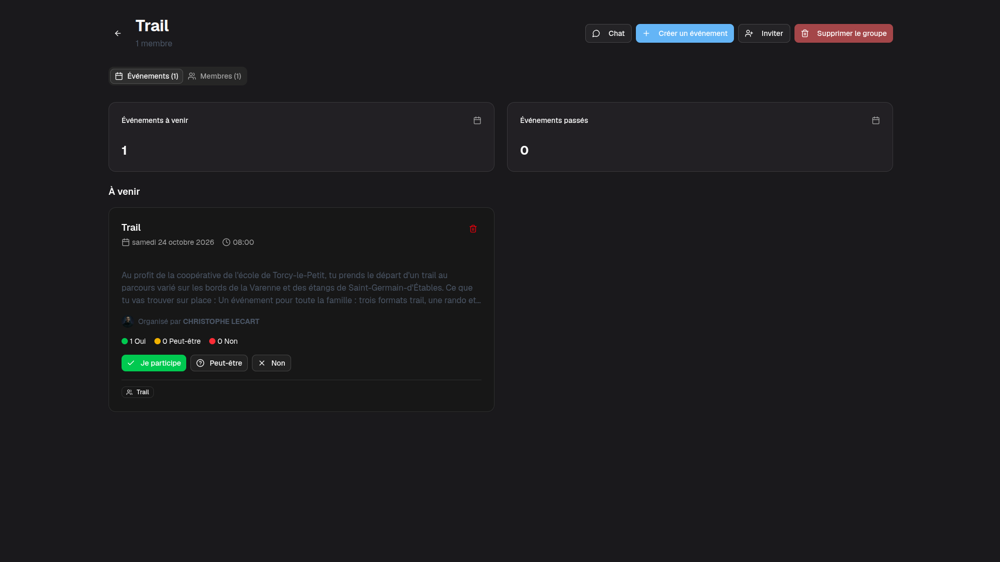 Trail
1 membre
Chat
Créer un événement
Inviter
Supprimer le groupe
Événements (1)
Membres (1)
Événements à venir
1
Événements passés
0
À venir
Trail
samedi 24 octobre 2026 08:00
Au profit de la coopérative de l'école de Torcy-le-Petit, tu prends le départ d'un trail au
parcours varié sur les bords de la Varenne et des étangs de Saint-Germain-d'Étables. Ce que
tu vas trouver sur place : Un événement pour toute la famille : trois formats trail, une rando et...
Organisé par CHRISTOPHE LECART
1 Oui 0 Peut-être 0 Non
Je participe Peut-être Non
Trail